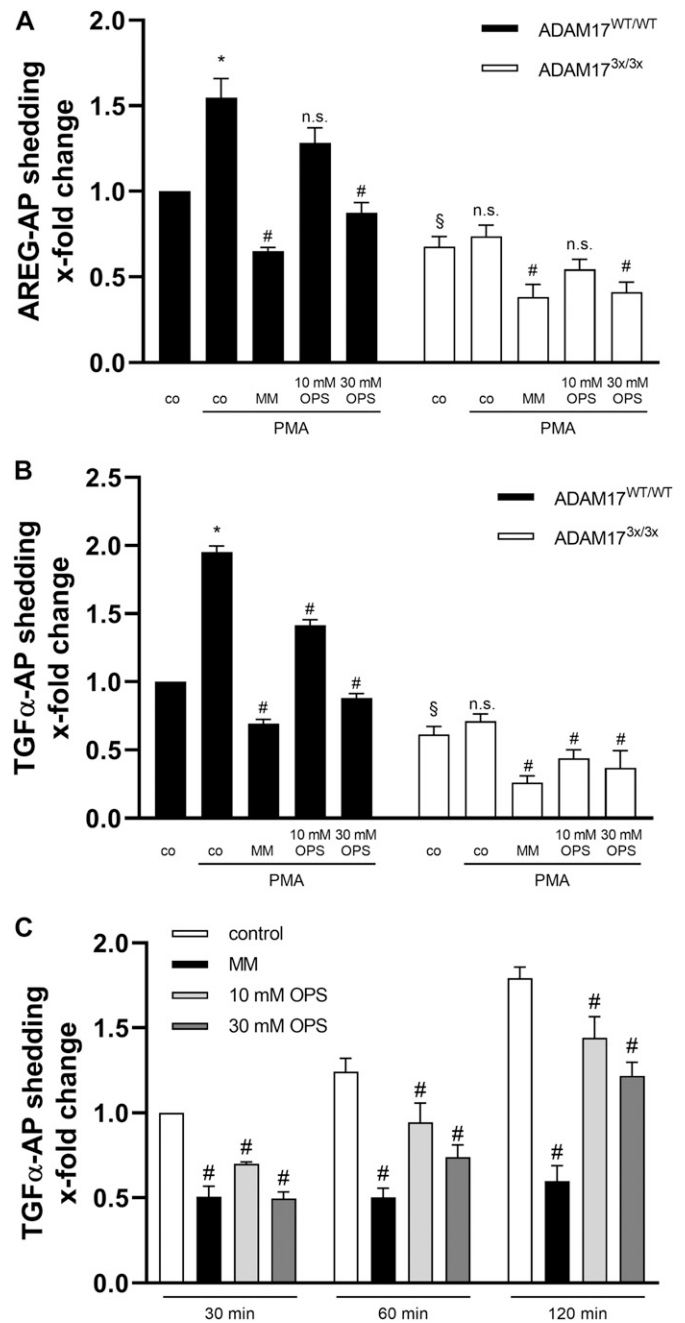 A
AREG-AP shedding
x-fold change
2.0
1.5
1.0
0.5
0.0
ADAM17WT/WT
ADAM173x/3x
*
#
n.s.
#
§
n.s.
#
n.s.
#
co co MM 10 mM OPS 30 mM OPS co co MM 10 mM OPS 30 mM OPS
PMA PMA
B
TGFα-AP shedding
x-fold change
2.5
2.0
1.5
1.0
0.5
0.0
ADAM17WT/WT
ADAM173x/3x
*
#
#
#
§
n.s.
#
#
#
co co MM 10 mM OPS 30 mM OPS co co MM 10 mM OPS 30 mM OPS
PMA PMA
C
TGFα-AP shedding
x-fold change
2.0
1.5
1.0
0.5
0.0
control
MM
10 mM OPS
30 mM OPS
# # #
# # #
# # #
30 min 60 min 120 min